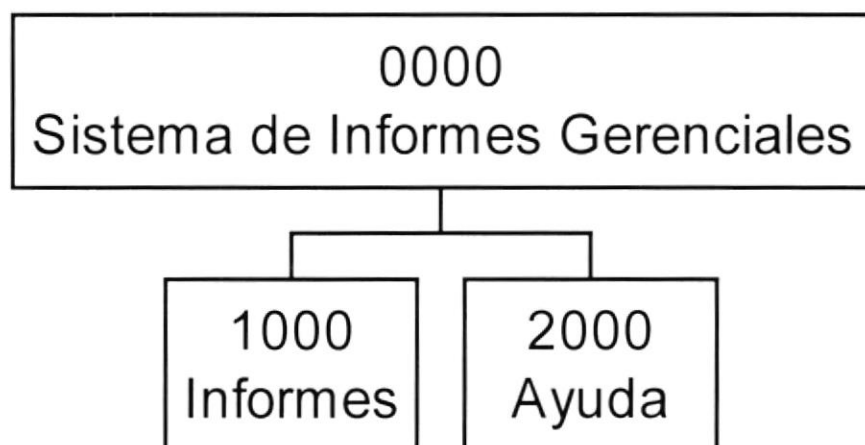 0000
Sistema de Informes Gerenciales
1000
Informes
2000
Ayuda